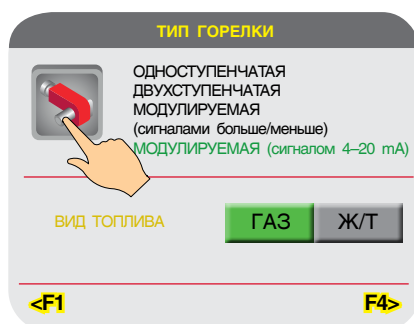 ТИП ГОРЕЛКИ
ОДНОСТУПЕНЧАТАЯ
ДВУХСТУПЕНЧАТАЯ
МОДУЛИРУЕМАЯ
(сигналами больше/меньше)
МОДУЛИРУЕМАЯ (сигналом 4–20 mA)
ВИД ТОПЛИВА ГАЗ Ж/Т
<F1 F4>